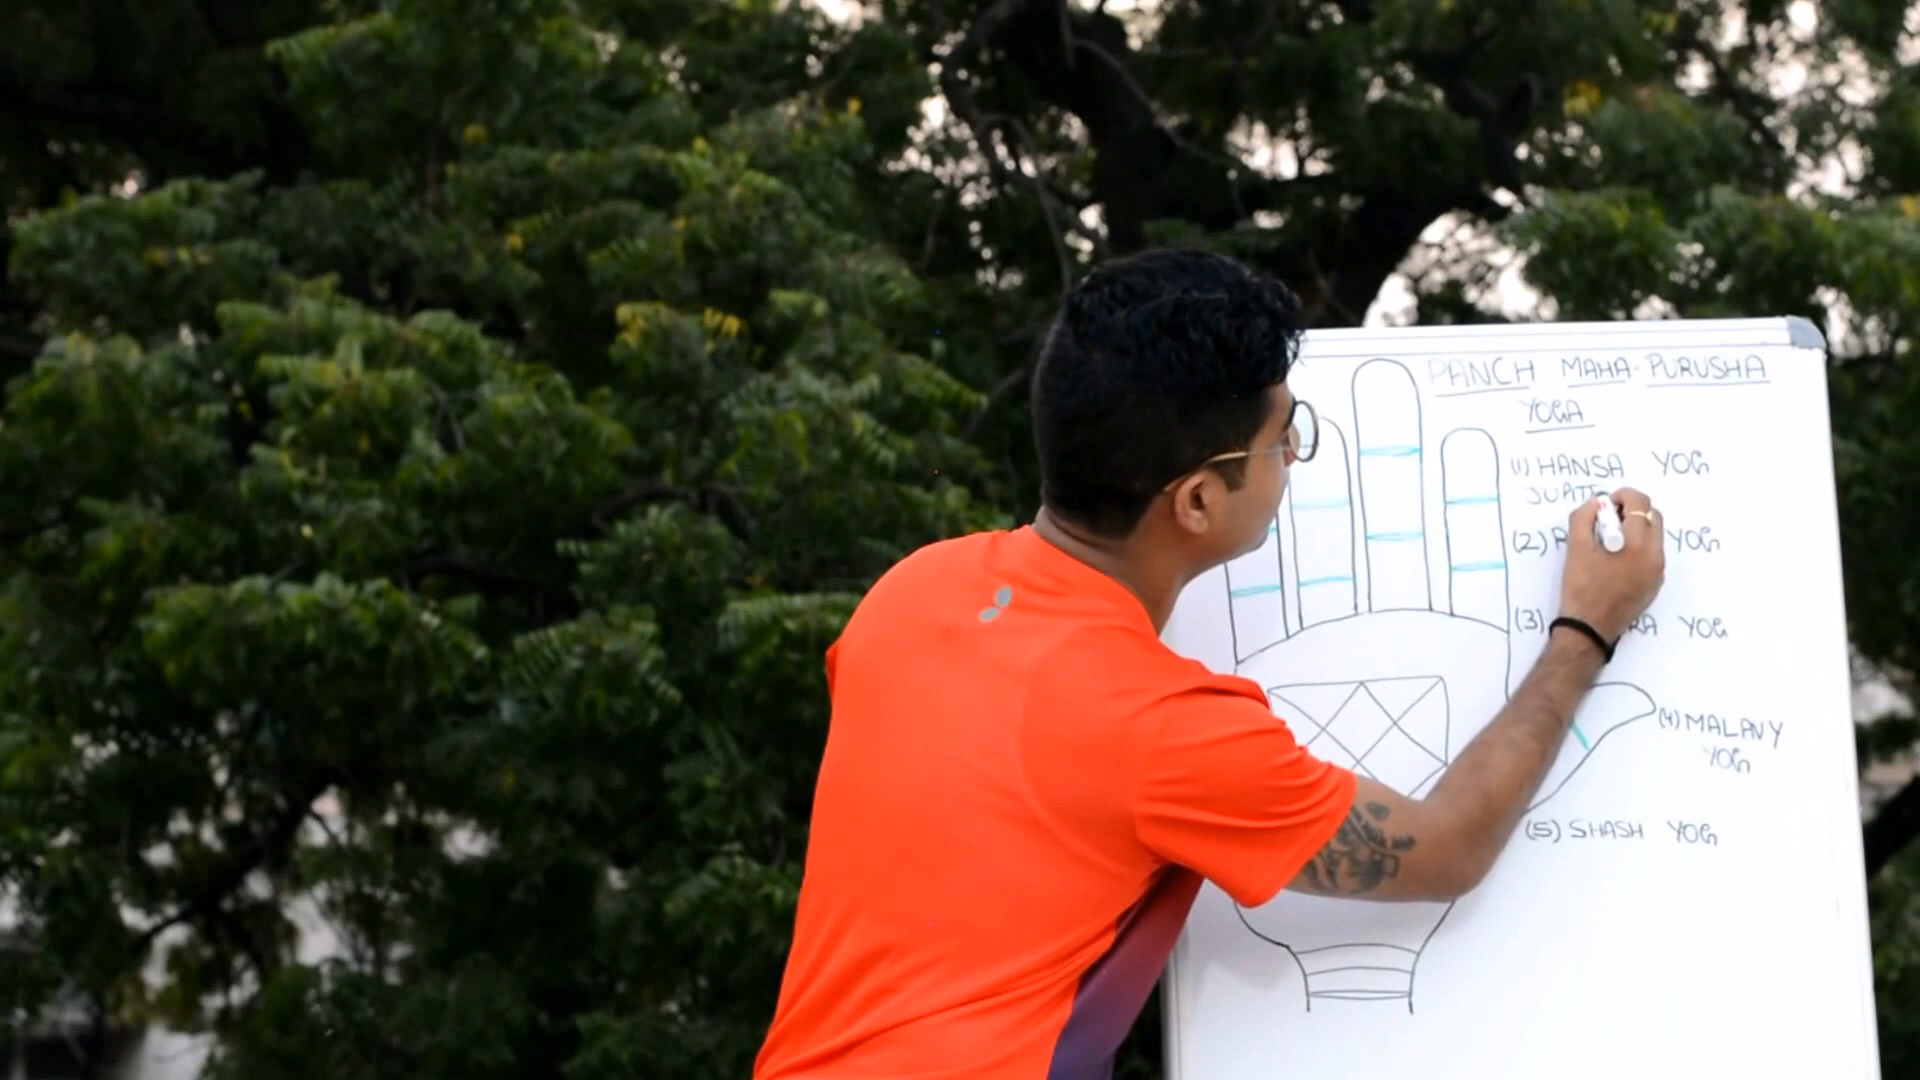 PANCH MAHA-PURUSHA
YOGA
(1) HANSA YOG
(2) YOG
(3) RA YOG
(4) MALAVY
YOG
(5) SHASH YOG